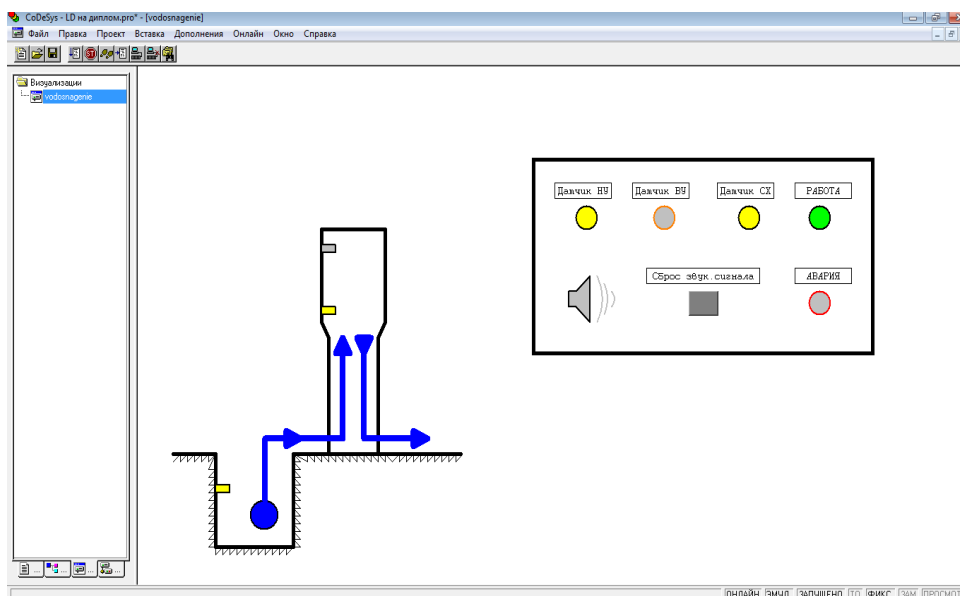 CoDeSys - LD на диплом.pro* - [vodosnagenie]
Файл Правка Проект Вставка Дополнения Онлайн Окно Справка
Визуализации
vodosnagenie
Датчик НУ Датчик ВУ Датчик СХ РАБОТА
Сброс звук.сигнала АВАРИЯ
ОНЛАЙН ЭМУЛ ЗАПУЩЕНО ТО ФИКС ЗАМ ПРОСМОТ